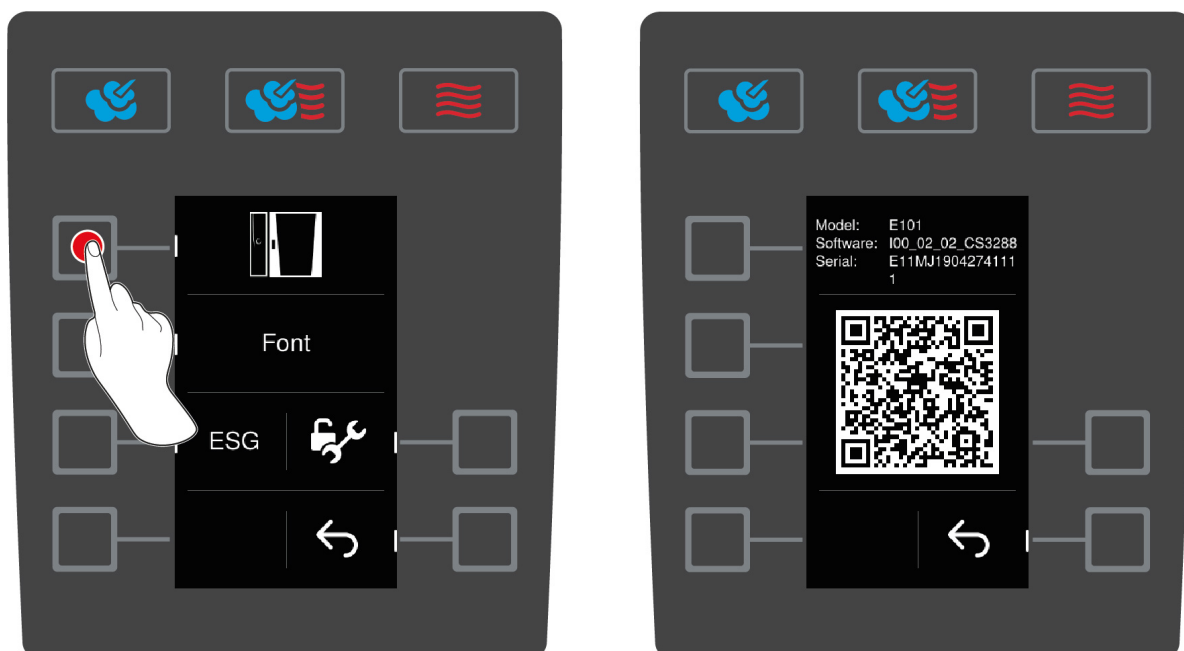 Font
ESG
Model: E101
Software: I00_02_02_CS3288
Serial: E11MJ1904274111
1